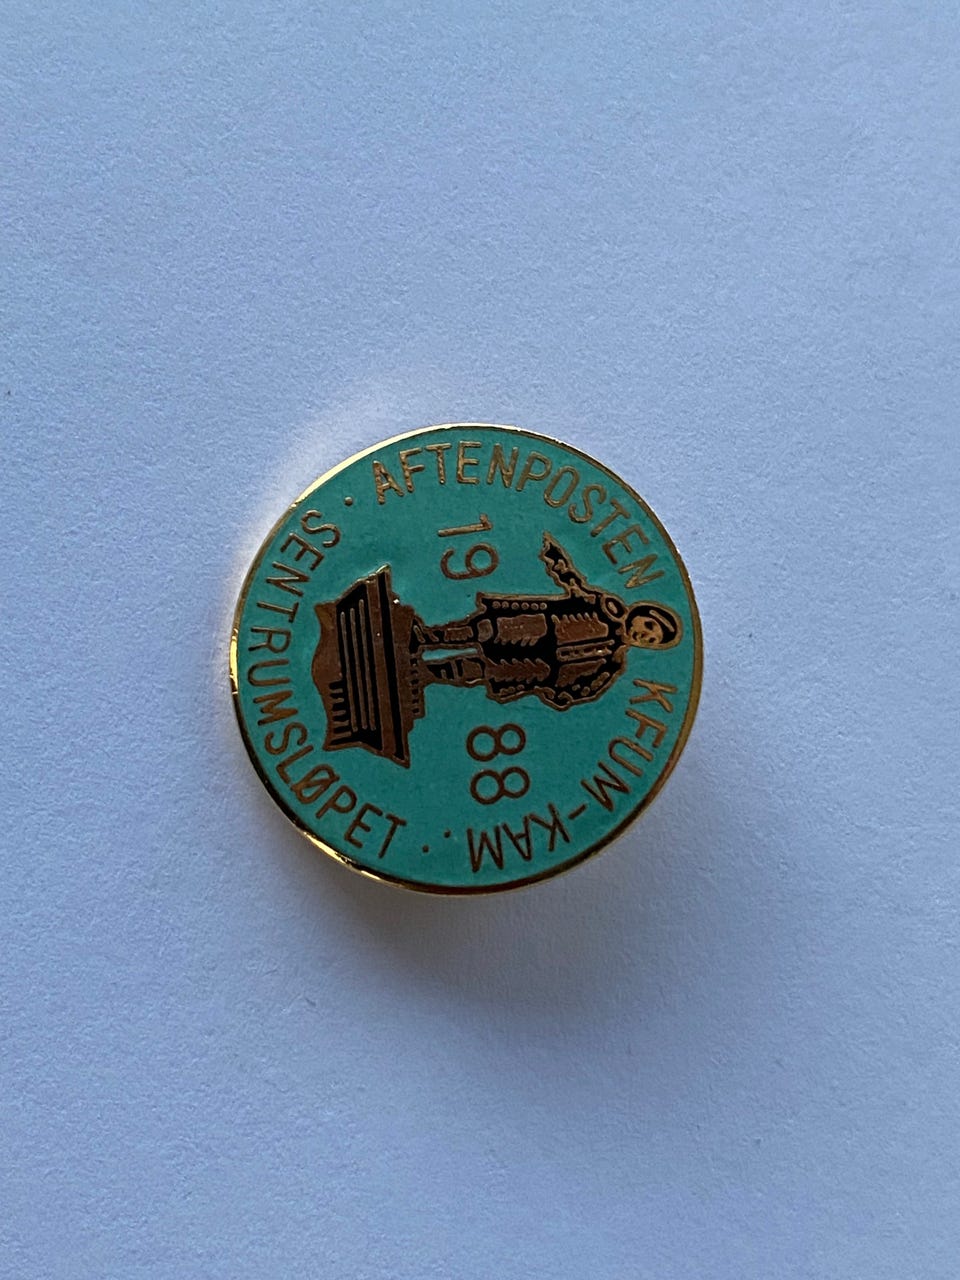 AFTENPOSTEN KFUM-KAM.
SENTRUMSLØPET.
19 88